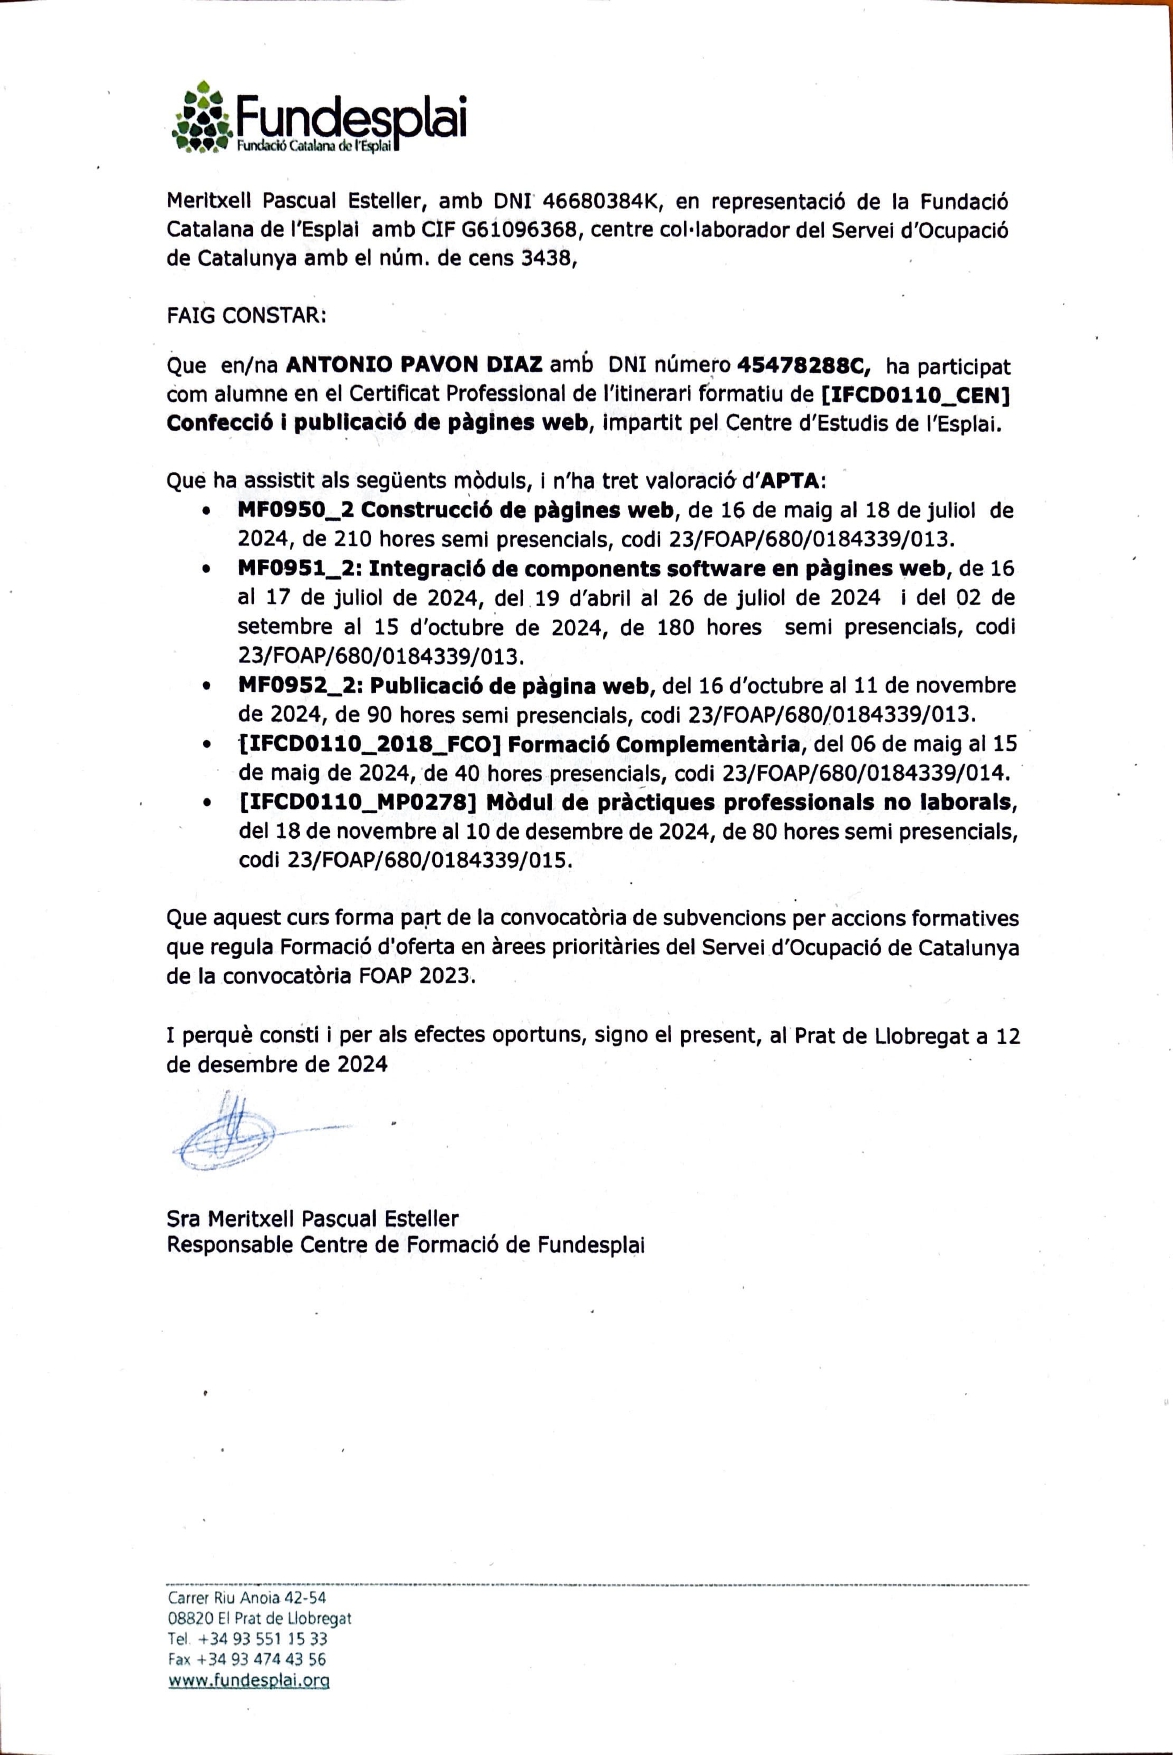 Fundesplai
Fundació Catalana de l'Esplai
Meritxell Pascual Esteller, amb DNI 46680384K, en representació de la Fundació
Catalana de l'Esplai amb CIF G61096368, centre col·laborador del Servei d'Ocupació
de Catalunya amb el núm. de cens 3438,
FAIG CONSTAR:
Que en/na ANTONIO PAVON DIAZ amb DNI número 45478288C, ha participat
com alumne en el Certificat Professional de l'itinerari formatiu de [IFCD0110_CEN]
Confecció i publicació de pàgines web, impartit pel Centre d'Estudis de l'Esplai.
Que ha assistit als següents mòduls, i n'ha tret valoració d'APTA:
• MF0950_2 Construcció de pàgines web, de 16 de maig al 18 de juliol de
2024, de 210 hores semi presencials, codi 23/FOAP/680/0184339/013.
• MF0951_2: Integració de components software en pàgines web, de 16
al 17 de juliol de 2024, del 19 d'abril al 26 de juliol de 2024 i del 02 de
setembre al 15 d'octubre de 2024, de 180 hores semi presencials, codi
23/FOAP/680/0184339/013.
• MF0952_2: Publicació de pàgina web, del 16 d'octubre al 11 de novembre
de 2024, de 90 hores semi presencials, codi 23/FOAP/680/0184339/013.
• [IFCD0110_2018_FCO] Formació Complementària, del 06 de maig al 15
de maig de 2024, de 40 hores presencials, codi 23/FOAP/680/0184339/014.
• [IFCD0110_MP0278] Mòdul de pràctiques professionals no laborals,
del 18 de novembre al 10 de desembre de 2024, de 80 hores semi presencials,
codi 23/FOAP/680/0184339/015.
Que aquest curs forma part de la convocatòria de subvencions per accions formatives
que regula Formació d'oferta en àrees prioritàries del Servei d'Ocupació de Catalunya
de la convocatòria FOAP 2023.
I perquè consti i per als efectes oportuns, signo el present, al Prat de Llobregat a 12
de desembre de 2024
Sra Meritxell Pascual Esteller
Responsable Centre de Formació de Fundesplai
Carrer Riu Anoia 42-54
08820 El Prat de Llobregat
Tel. +34 93 551 15 33
Fax +34 93 474 43 56
www.fundesplai.org